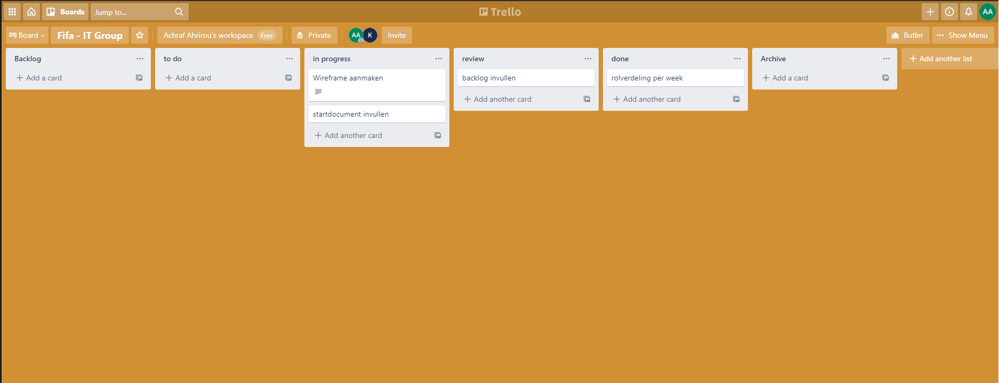 Boards
Jump to...
Trello
AA
Board
Fifa - IT Group
Achraf Ahrirou's workspace Free
Private
AA K
Invite
Butler
Show Menu
Backlog
Add a card
to do
Add a card
in progress
Wireframe aanmaken
startdocument invullen
Add another card
review
backlog invullen
Add another card
done
rolverdeling per week
Add another card
Archive
Add a card
Add another list